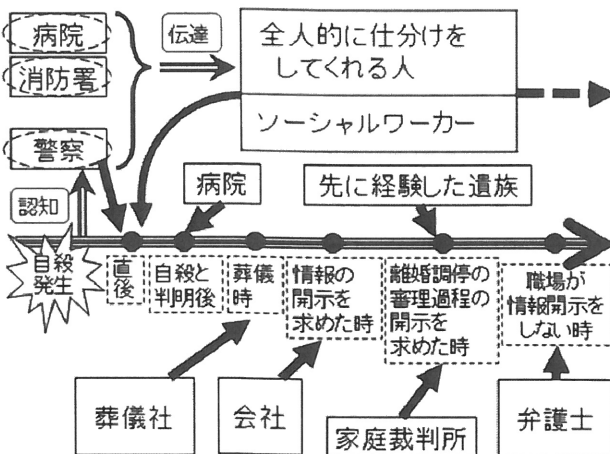 病院
消防署
警察
伝達
全人的に仕分けを
してくれる人
ソーシャルワーカー
認知
病院
先に経験した遺族
自殺
発生
直
後
自殺と
判明後
葬儀
時
情報の
開示を
求めた時
離婚調停の
審理過程の
開示を
求めた時
職場が
情報開示を
しない時
葬儀社
会社
家庭裁判所
弁護士